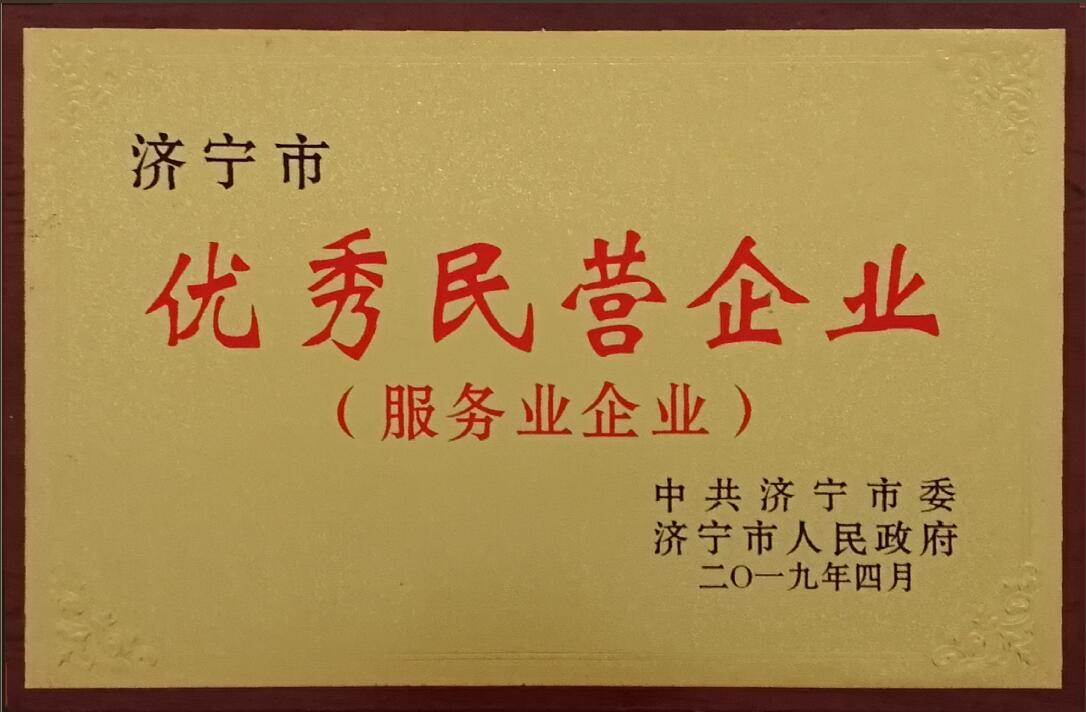 济宁市
优秀民营企业
（服务业企业）
中共济宁市委
济宁市人民政府
二〇一九年四月